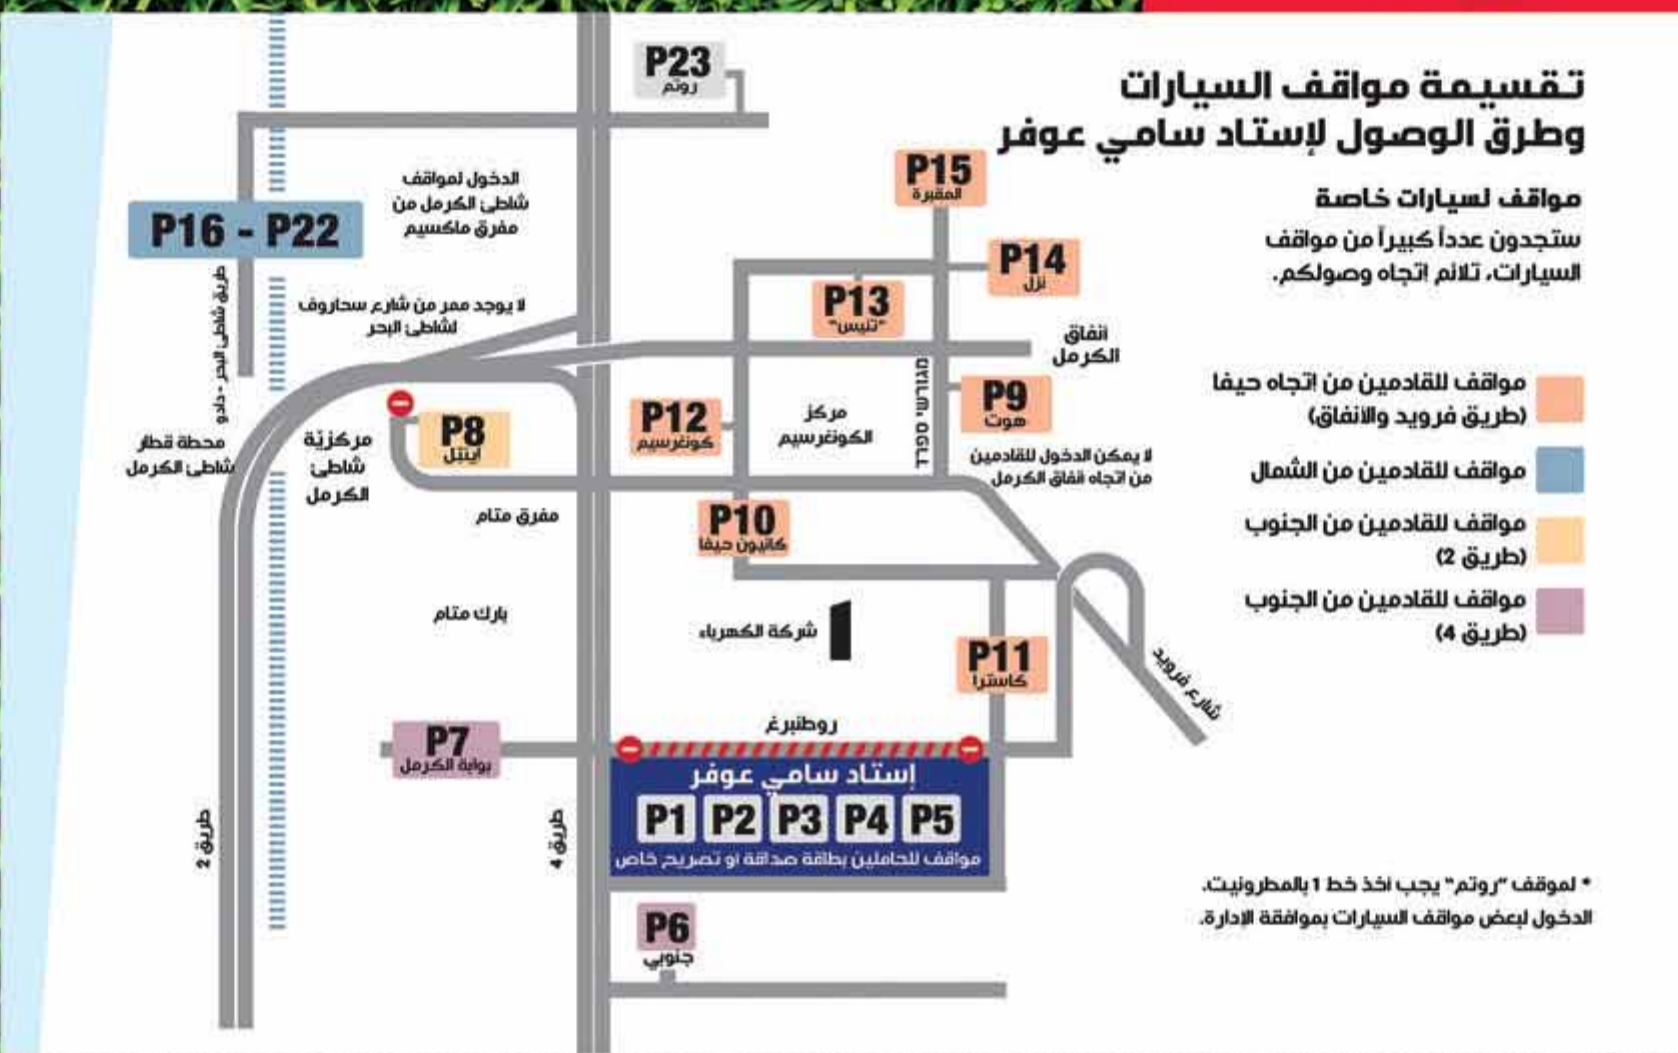 تقسيمة مواقف السيارات
وطرق الوصول لإستاد سامي عوفر
مواقف لسيارات خاصة
ستجدون عدداً كبيراً من مواقف
السيارات، تلائم اتجاه وصولكم.
مواقف للقادمين من اتجاه حيفا
(طريق فرويد والانفاق)
مواقف للقادمين من الشمال
مواقف للقادمين من الجنوب
(طريق 2)
مواقف للقادمين من الجنوب
(طريق 4)
* لموقف "روتم" يجب اخذ خط 1 بالمطرونيت.
الدخول لبعض مواقف السيارات بموافقة الإدارة.
P23
روتم
P15
المقبرة
الدخول لمواقف
شاطئ الكرمل من
مفرق ماكسيم
P16 - P22
P14
نزل
P13
"تنيس"
طريق شاطئ البحر - دادو
لا يوجد ممر من شارع سحاروف
لشاطئ البحر
انفاق
الكرمل
P9
هوت
P12
كونغرسيم
مركز
الكونغرسيم
P8
اينتل
محطة قطار
شاطئ الكرمل
مركزيّة
شاطئ
الكرمل
لا يمكن الدخول للقادمين
من اتجاه انفاق الكرمل
مفرق متام
P10
كانيون حيفا
بارك متام
شركة الكهرباء
P11
كاسترا
شارع فرويد
روطنبرغ
P7
بوابة الكرمل
إستاد سامي عوفر
P1 P2 P3 P4 P5
مواقف للحاملين بطاقة صداقة او تصريح خاص
طريق 2
طريق 4
P6
جنوبي